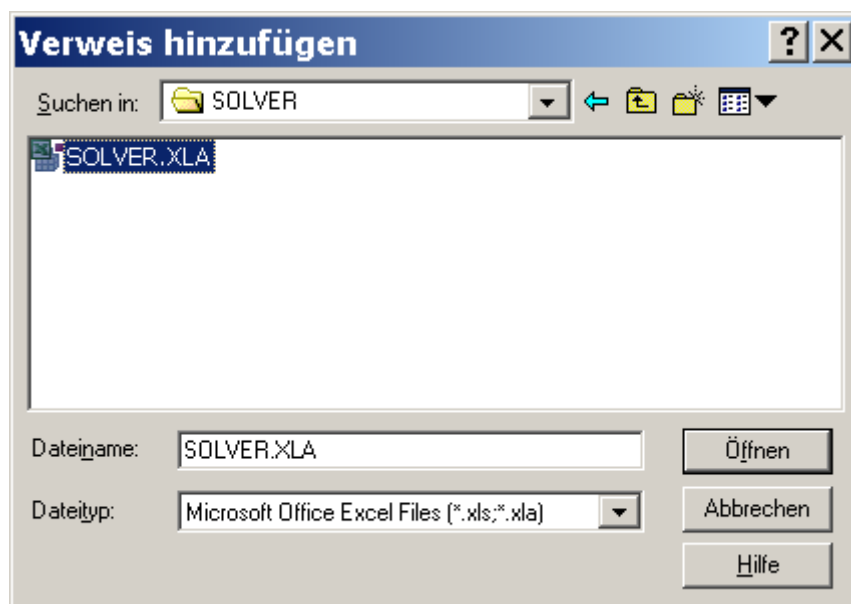 Verweis hinzufügen
Suchen in: SOLVER
SOLVER.XLA
Dateiname: SOLVER.XLA Öffnen
Dateityp: Microsoft Office Excel Files (*.xls;*.xla) Abbrechen
Hilfe